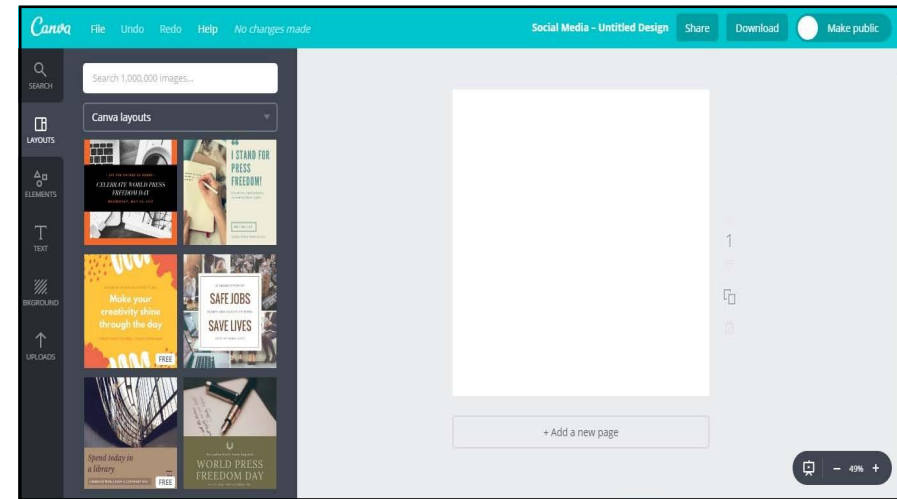 Canva File Undo Redo Help No changes made Social Media – Untitled Design Share Download Make public
SEARCH
Search 1,000,000 images...
LAYOUTS
Canva layouts
CELEBRATE WORLD PRESS
FREEDOM DAY
I STAND FOR
PRESS
FREEDOM!
ELEMENTS
TEXT
BKGROUND
UPLOADS
Make your
creativity shine
through the day
FREE
SAFE JOBS
SAVE LIVES
Spend today in
a library
FREE
WORLD PRESS
FREEDOM DAY
1
+ Add a new page
– 49% +